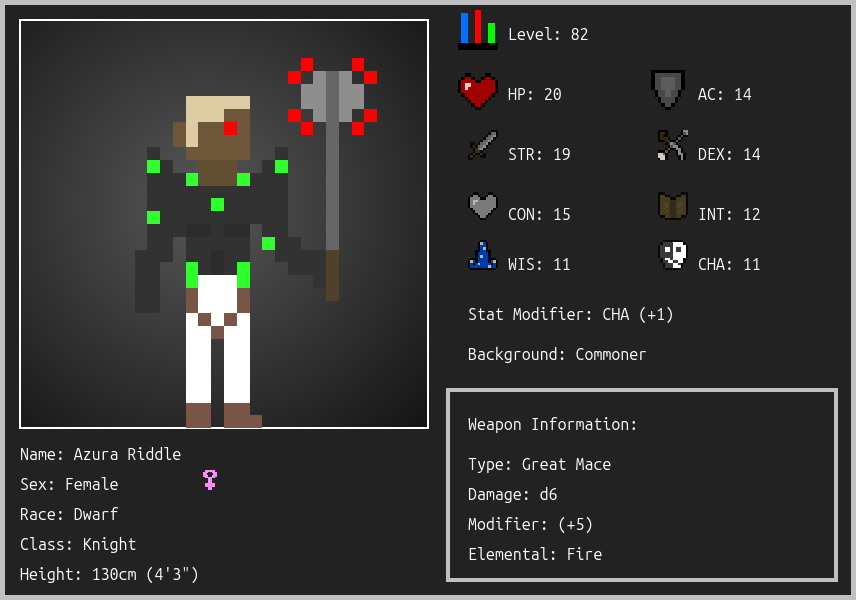 Level: 82
HP: 20
AC: 14
STR: 19
DEX: 14
CON: 15
INT: 12
WIS: 11
CHA: 11
Stat Modifier: CHA (+1)
Background: Commoner
Weapon Information:
Type: Great Mace
Damage: d6
Modifier: (+5)
Elemental: Fire
Name: Azura Riddle
Sex: Female
Race: Dwarf
Class: Knight
Height: 130cm (4'3")